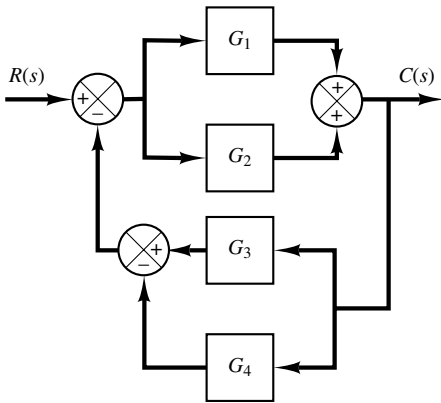 G₁
R(s)
C(s)
+
−
+
+
G₂
G₃
+
−
G₄